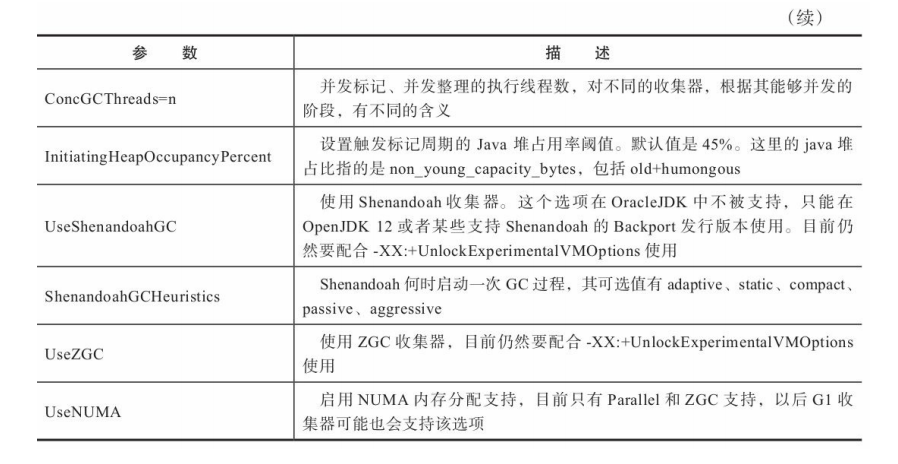 （续）
参 数 描 述
ConcGCThreads=n
并发标记、并发整理的执行线程数，对不同的收集器，根据其能够并发的
阶段，有不同的含义
InitiatingHeapOccupancyPercent
设置触发标记周期的 Java 堆占用率阈值。默认值是 45%。这里的 java 堆
占比指的是 non_young_capacity_bytes，包括 old+humongous
UseShenandoahGC
使用 Shenandoah 收集器。这个选项在 OracleJDK 中不被支持，只能在
OpenJDK 12 或者某些支持 Shenandoah 的 Backport 发行版本使用。目前仍
然要配合 -XX:+UnlockExperimentalVMOptions 使用
ShenandoahGCHeuristics
Shenandoah 何时启动一次 GC 过程，其可选值有 adaptive、static、compact、
passive、aggressive
UseZGC
使用 ZGC 收集器，目前仍然要配合 -XX:+UnlockExperimentalVMOptions
使用
UseNUMA
启用 NUMA 内存分配支持，目前只有 Parallel 和 ZGC 支持，以后 G1 收
集器可能也会支持该选项